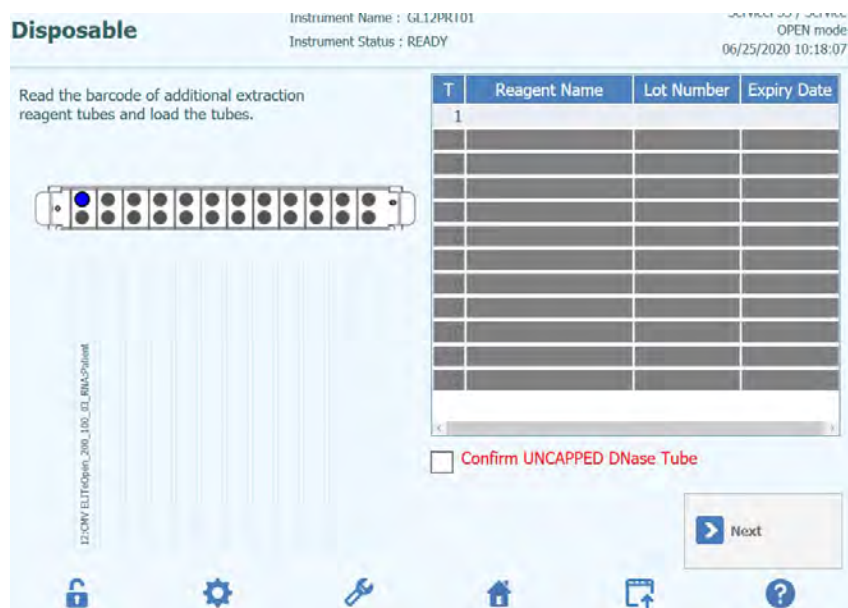 Disposable
Instrument Name : GL12PRT01
Instrument Status : READY
OPEN mode
06/25/2020 10:18:07
Read the barcode of additional extraction
reagent tubes and load the tubes.
T Reagent Name Lot Number Expiry Date
1
12:CMV ELITeOpen_200_100_03_RNA:Patient
Confirm UNCAPPED DNase Tube
Next